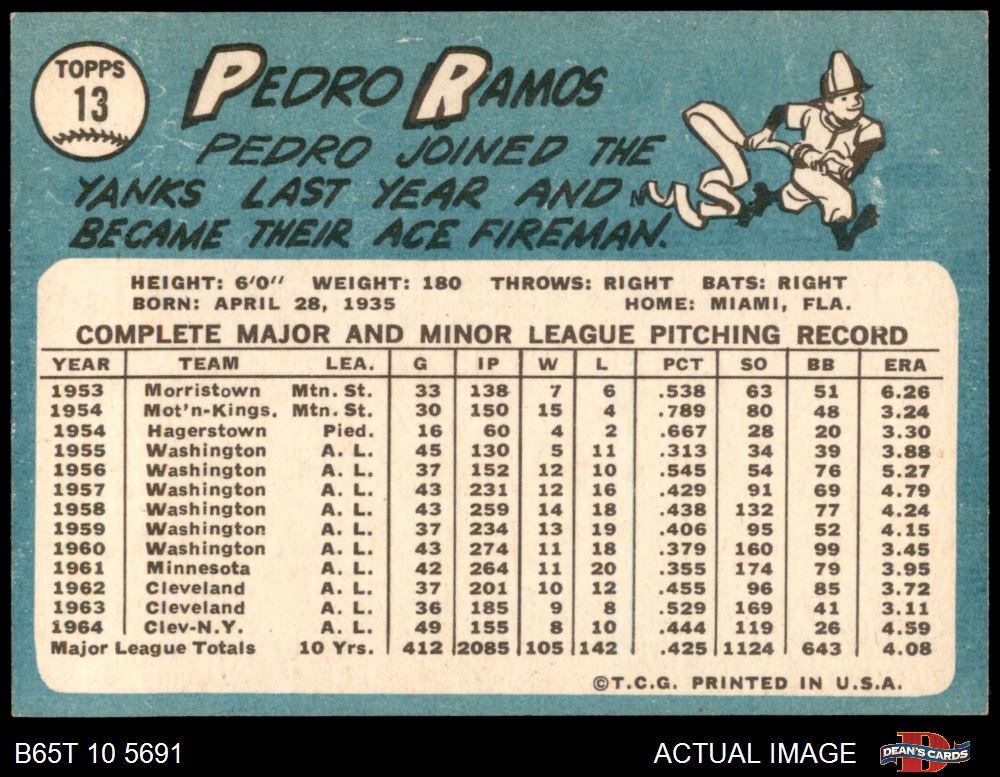 TOPPS
13
PEDRO RAMOS
PEDRO JOINED THE
YANKS LAST YEAR AND
BECAME THEIR ACE FIREMAN.
HEIGHT: 6'0" WEIGHT: 180 THROWS: RIGHT BATS: RIGHT
BORN: APRIL 28, 1935 HOME: MIAMI, FLA.
COMPLETE MAJOR AND MINOR LEAGUE PITCHING RECORD
YEAR TEAM LEA. G IP W L PCT SO BB ERA
1953 Morristown Mtn. St. 33 138 7 6 .538 63 51 6.26
1954 Mot'n-Kings. Mtn. St. 30 150 15 4 .789 80 48 3.24
1954 Hagerstown Pied. 16 60 4 2 .667 28 20 3.30
1955 Washington A. L. 45 130 5 11 .313 34 39 3.88
1956 Washington A. L. 37 152 12 10 .545 54 76 5.27
1957 Washington A. L. 43 231 12 16 .429 91 69 4.79
1958 Washington A. L. 43 259 14 18 .438 132 77 4.24
1959 Washington A. L. 37 234 13 19 .406 95 52 4.15
1960 Washington A. L. 43 274 11 18 .379 160 99 3.45
1961 Minnesota A. L. 42 264 11 20 .355 174 79 3.95
1962 Cleveland A. L. 37 201 10 12 .455 96 85 3.72
1963 Cleveland A. L. 36 185 9 8 .529 169 41 3.11
1964 Clev-N.Y. A. L. 49 155 8 10 .444 119 26 4.59
Major League Totals 10 Yrs. 412 2085 105 142 .425 1124 643 4.08
©T.C.G. PRINTED IN U.S.A.
B65T 10 5691 ACTUAL IMAGE DEAN'S CARDS